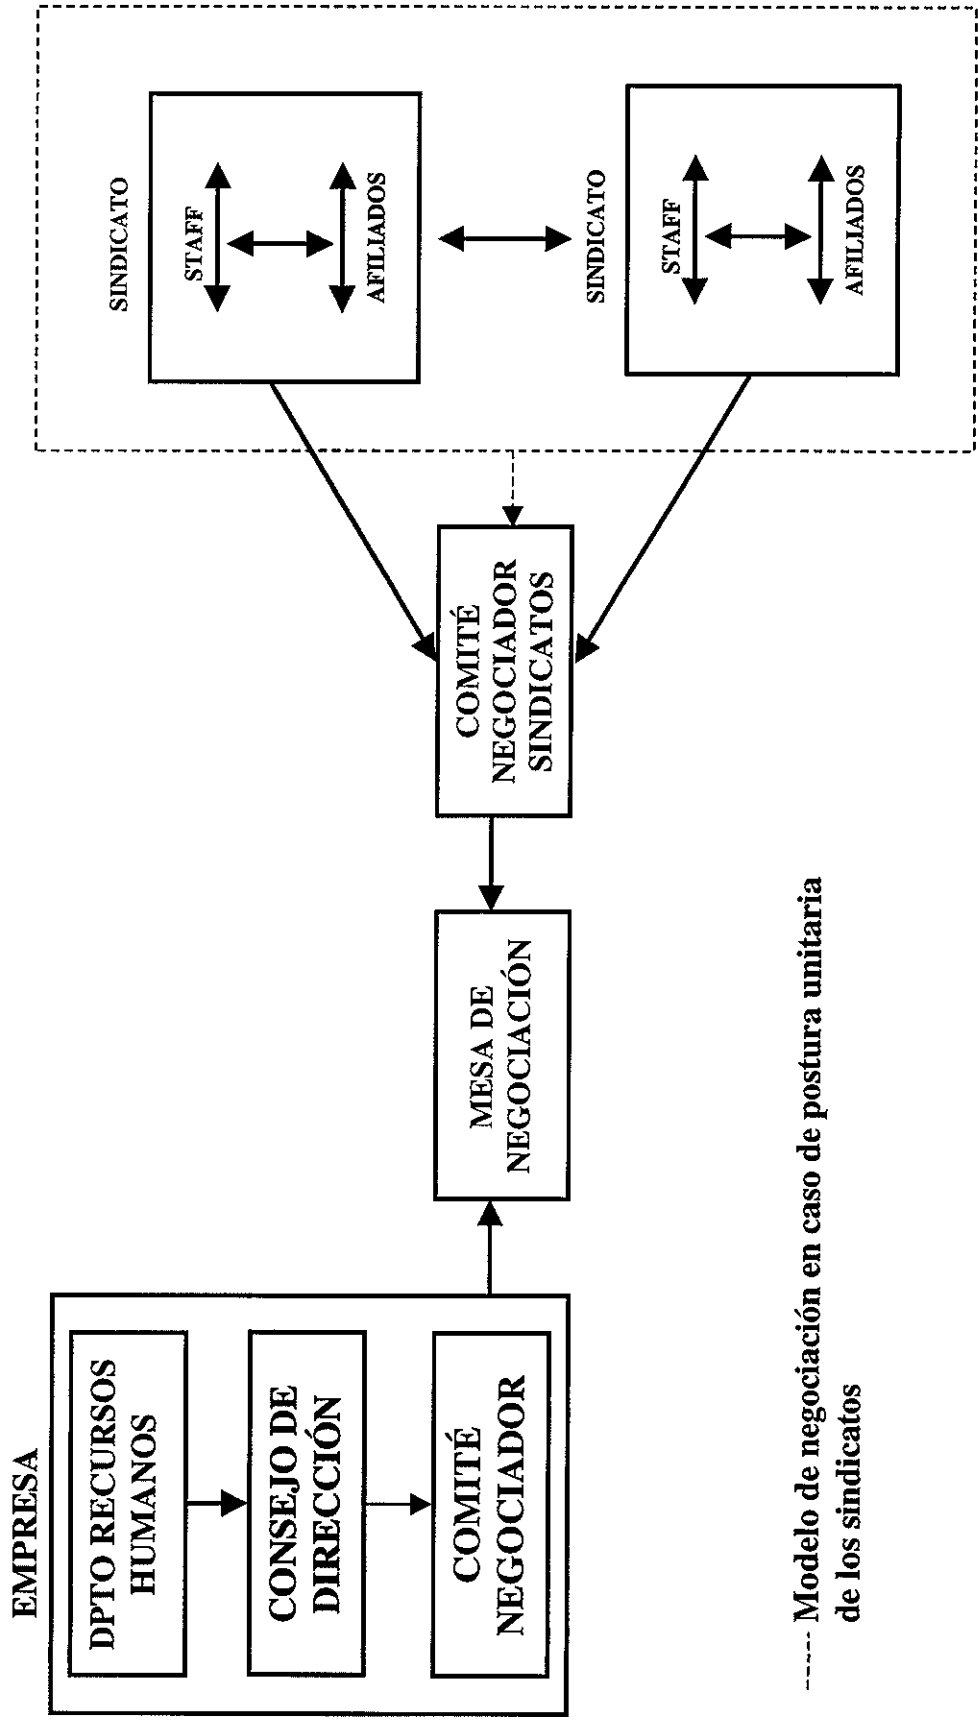 EMPRESA
DPTO RECURSOS
HUMANOS
CONSEJO DE
DIRECCIÓN
COMITÉ
NEGOCIADOR
MESA DE
NEGOCIACIÓN
COMITÉ
NEGOCIADOR
SINDICATOS
SINDICATO
STAFF
AFILIADOS
SINDICATO
STAFF
AFILIADOS
------ Modelo de negociación en caso de postura unitaria
de los sindicatos